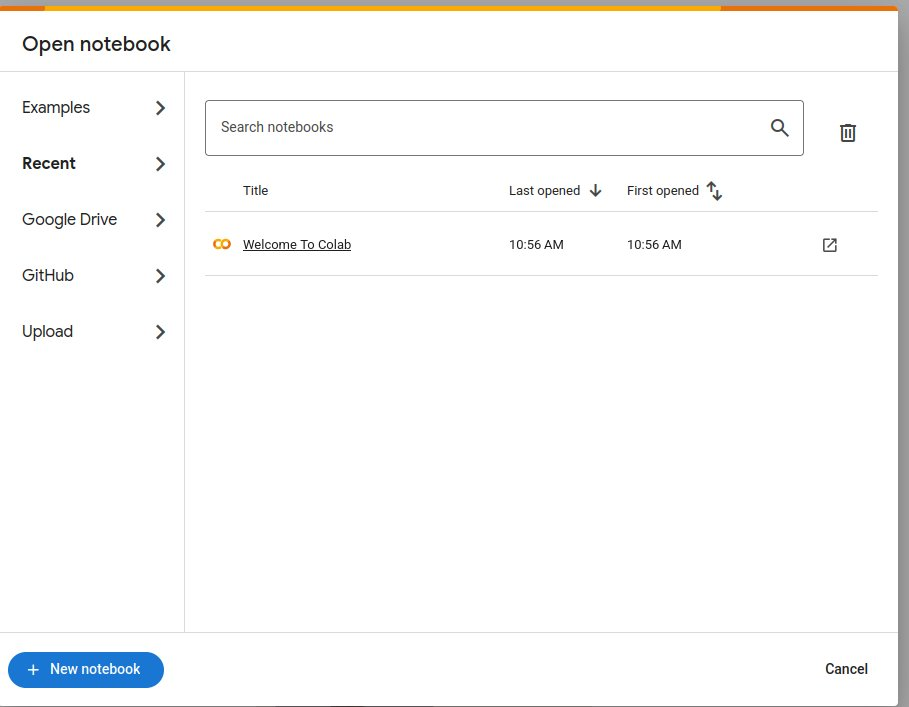 Open notebook
Examples
Recent
Google Drive
GitHub
Upload
Search notebooks
Title Last opened First opened
Welcome To Colab 10:56 AM 10:56 AM
+ New notebook
Cancel